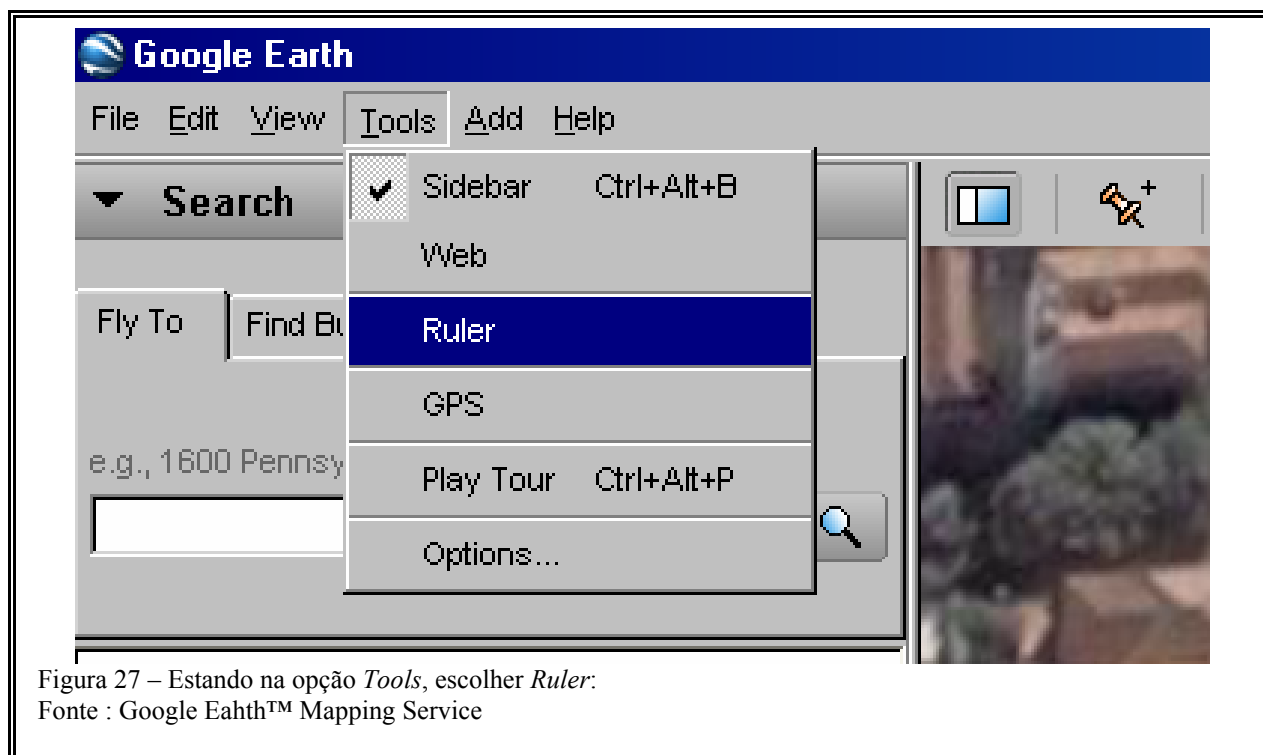 Google Earth
File Edit View Tools Add Help
Search
Sidebar Ctrl+Alt+B
Web
Fly To Find Bu
Ruler
GPS
e.g., 1600 Pennsy
Play Tour Ctrl+Alt+P
Options...
Figura 27 – Estando na opção Tools, escolher Ruler:
Fonte : Google Eahth™ Mapping Service